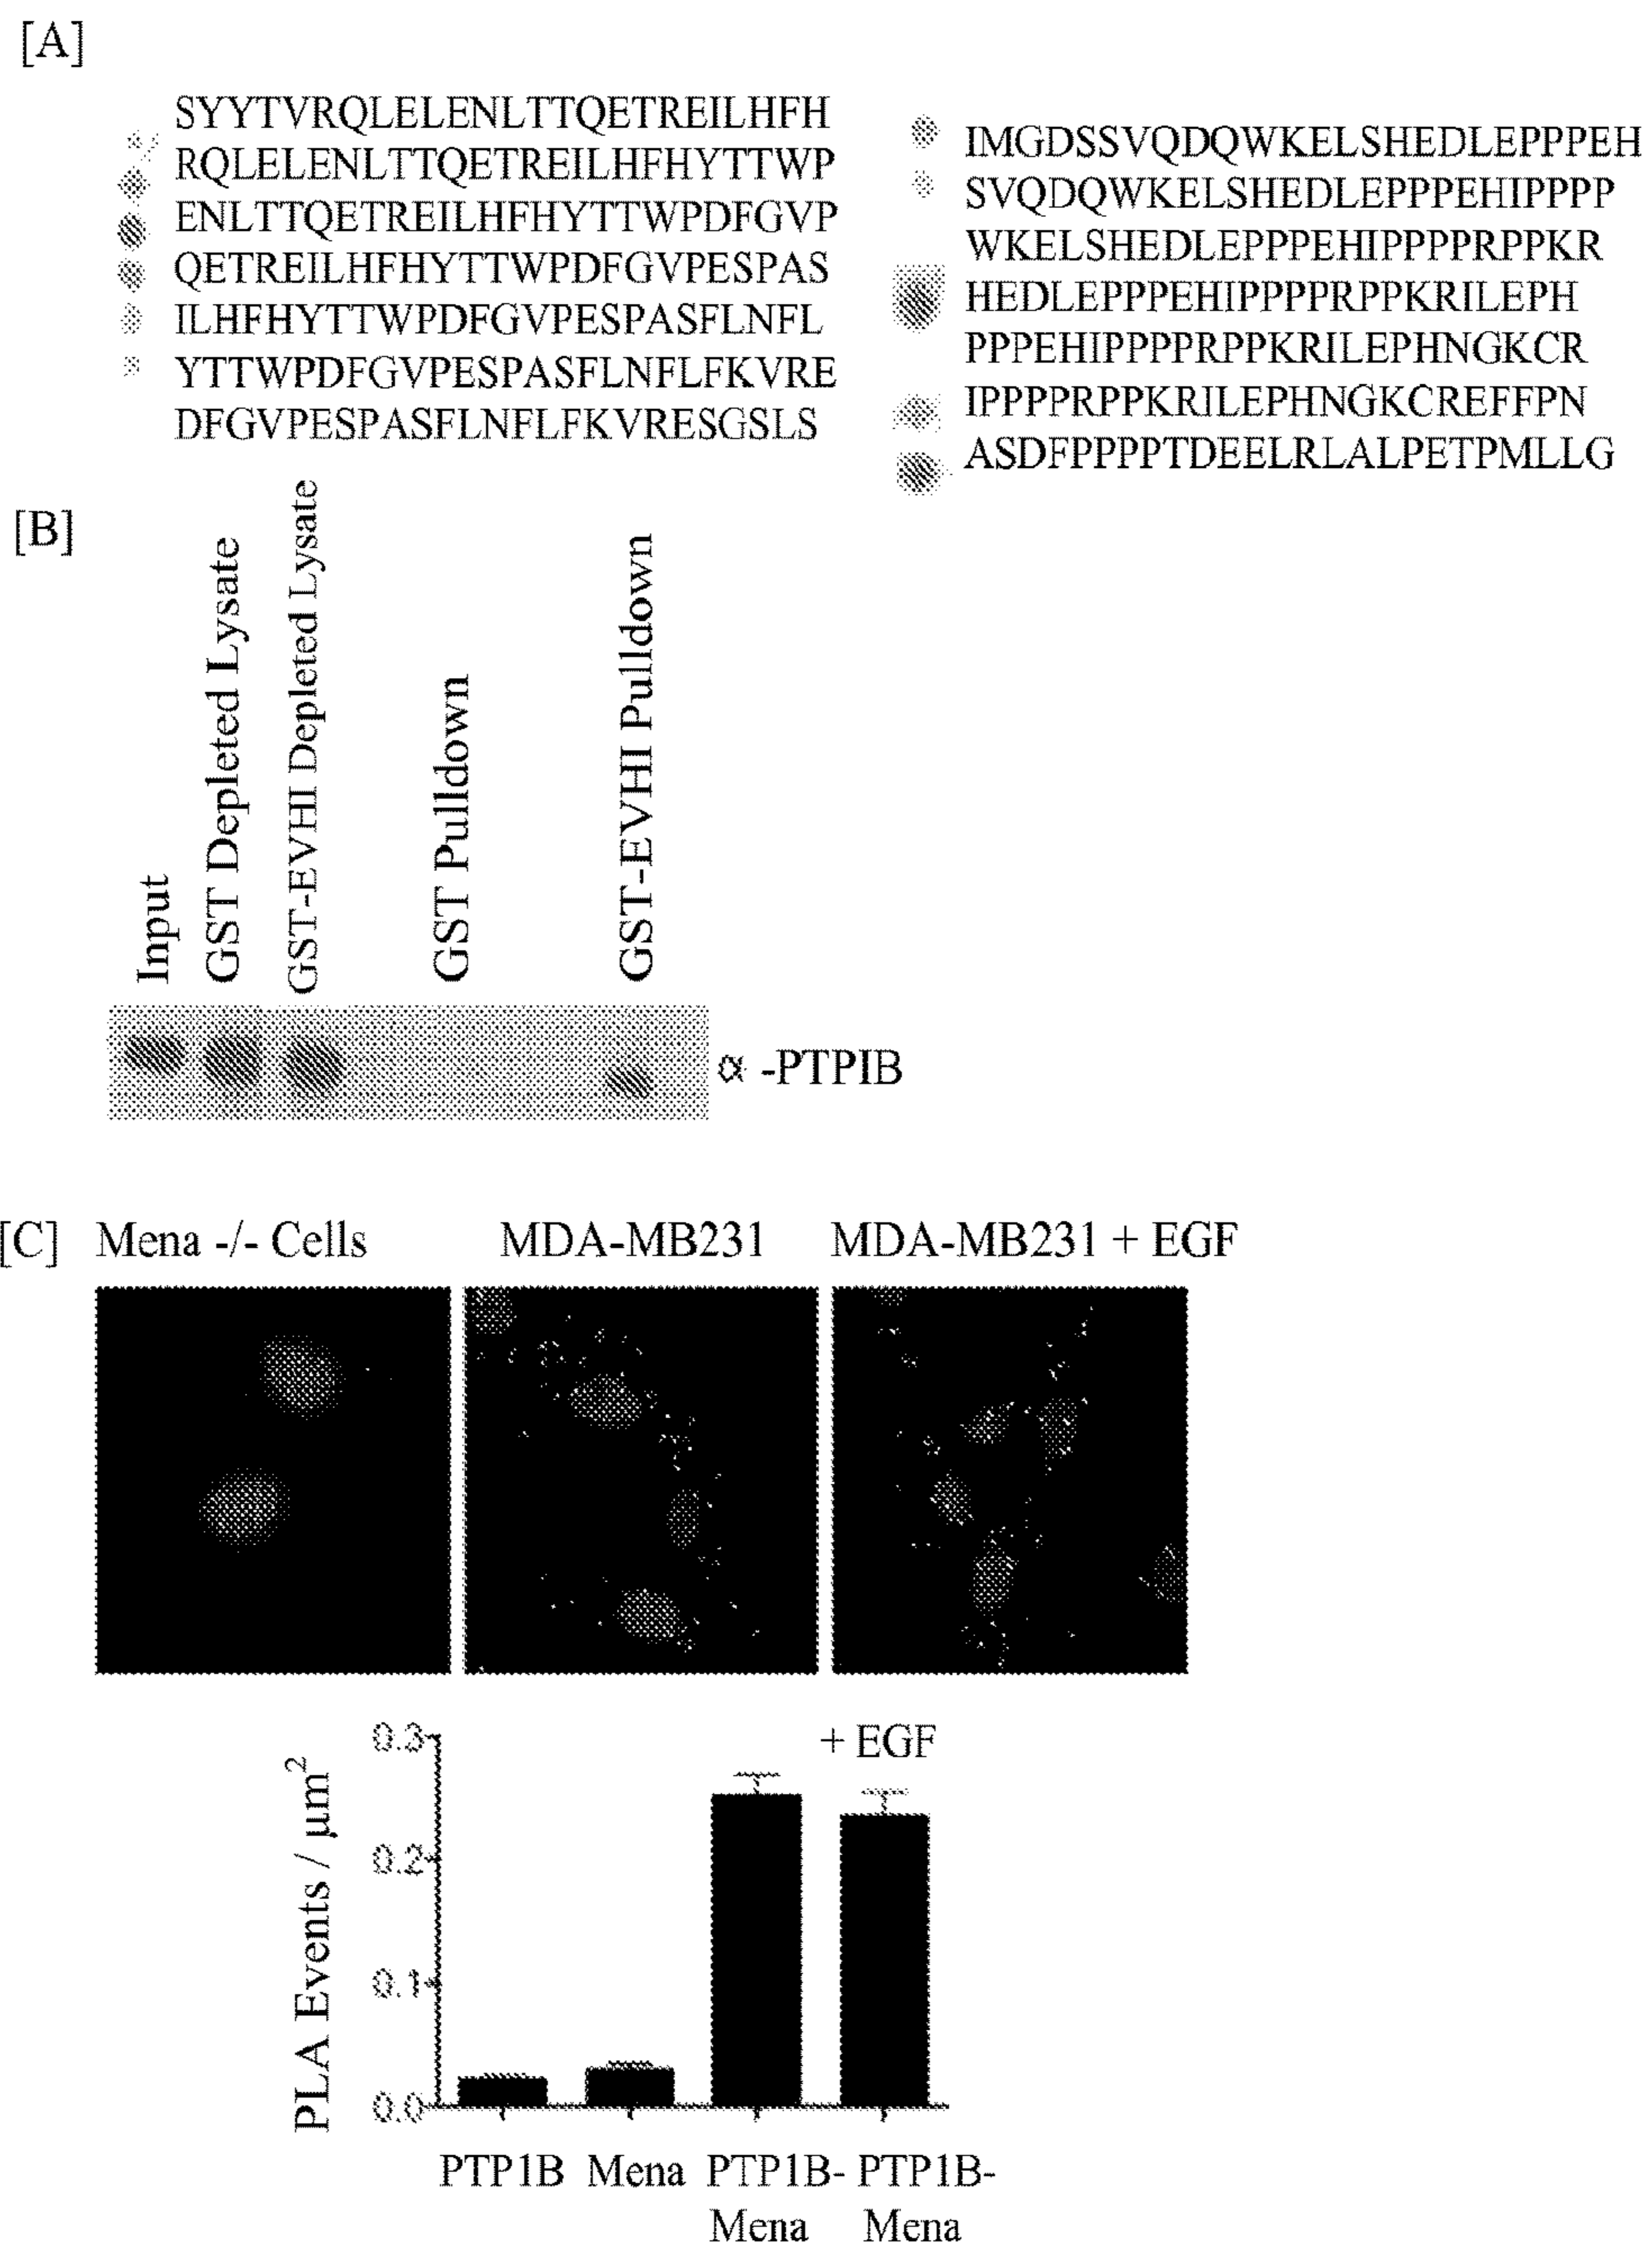 [A]
SYYTVRQLELENLTTQETREILHFH
RQLELENLTTQETREILHFHYTTWP
ENLTTQETREILHFHYTTWPDFGVP
QETREILHFHYTTWPDFGVPESPAS
ILHFHYTTWPDFGVPESPASFLNFL
YTTWPDFGVPESPASFLNFLFKVRE
DFGVPESPASFLNFLFKVRESGSLS
IMGDSSVQDQWKELSHEDLEPPPEH
SVQDQWKELSHEDLEPPPEHIPPPP
WKELSHEDLEPPPEHIPPPPRPPKR
HEDLEPPPEHIPPPPRPPKRILEPH
PPPEHIPPPPRPPKRILEPHNGKCR
IPPPPRPPKRILEPHNGKCREFFPN
ASDFPPPPTDEELRLALPETPMLLG
[B]
Input
GST Depleted Lysate
GST-EVHI Depleted Lysate
GST Pulldown
GST-EVHI Pulldown
α -PTPIB
[C]
Mena -/- Cells
MDA-MB231
MDA-MB231 + EGF
PLA Events / µm²
0.3
0.2
0.1
0.0
+ EGF
PTP1B
Mena
PTP1B-
Mena
PTP1B-
Mena